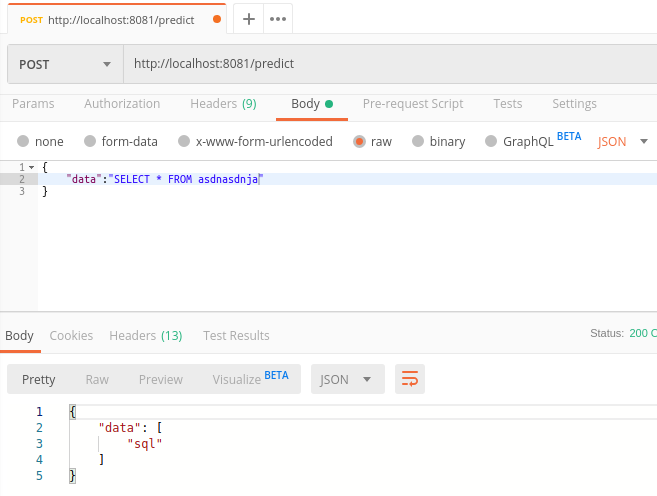 POST http://localhost:8081/predict
POST http://localhost:8081/predict
Params Authorization Headers (9) Body Pre-request Script Tests Settings
none form-data x-www-form-urlencoded raw binary GraphQL BETA JSON
1 {
2 "data":"SELECT * FROM asdnasdnja"
3 }
Body Cookies Headers (13) Test Results Status: 200
Pretty Raw Preview Visualize BETA JSON
1 {
2 "data": [
3 "sql"
4 ]
5 }